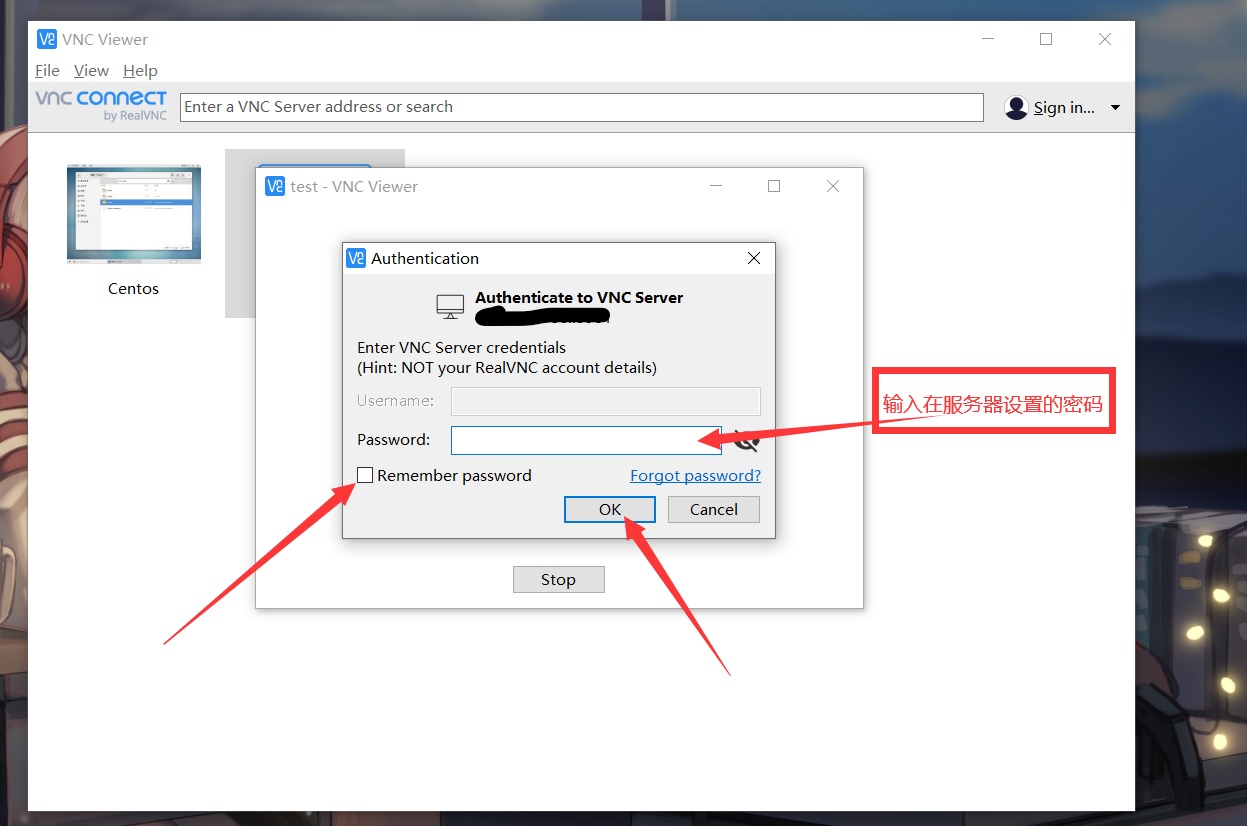 VNC Viewer
File View Help
vnc connect
by RealVNC
Enter a VNC Server address or search
Sign in...
Centos
test - VNC Viewer
Authentication
Authenticate to VNC Server
Enter VNC Server credentials
(Hint: NOT your RealVNC account details)
Username:
Password:
输入在服务器设置的密码
Remember password
Forgot password?
OK
Cancel
Stop